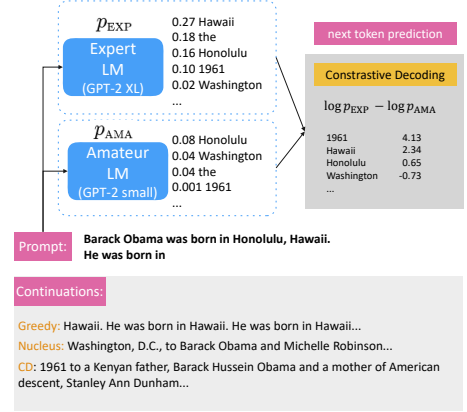 pEXP
Expert
LM
(GPT-2 XL)
0.27 Hawaii
0.18 the
0.16 Honolulu
0.10 1961
0.02 Washington
...
pAMA
Amateur
LM
(GPT-2 small)
0.08 Honolulu
0.04 Washington
0.04 the
0.001 1961
...
next token prediction
Constrastive Decoding
log pEXP − log pAMA
1961 4.13
Hawaii 2.34
Honolulu 0.65
Washington -0.73
...
Prompt:
Barack Obama was born in Honolulu, Hawaii.
He was born in
Continuations:
Greedy: Hawaii. He was born in Hawaii. He was born in Hawaii...
Nucleus: Washington, D.C., to Barack Obama and Michelle Robinson...
CD: 1961 to a Kenyan father, Barack Hussein Obama and a mother of American
descent, Stanley Ann Dunham...